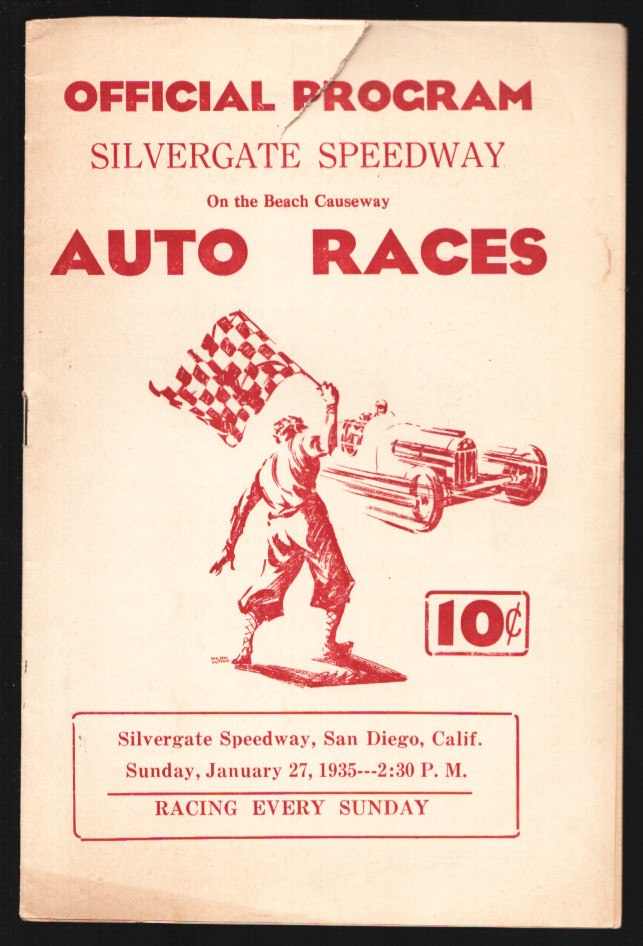 OFFICIAL PROGRAM
SILVERGATE SPEEDWAY
On the Beach Causeway
AUTO RACES
10¢
Silvergate Speedway, San Diego, Calif.
Sunday, January 27, 1935---2:30 P. M.
RACING EVERY SUNDAY